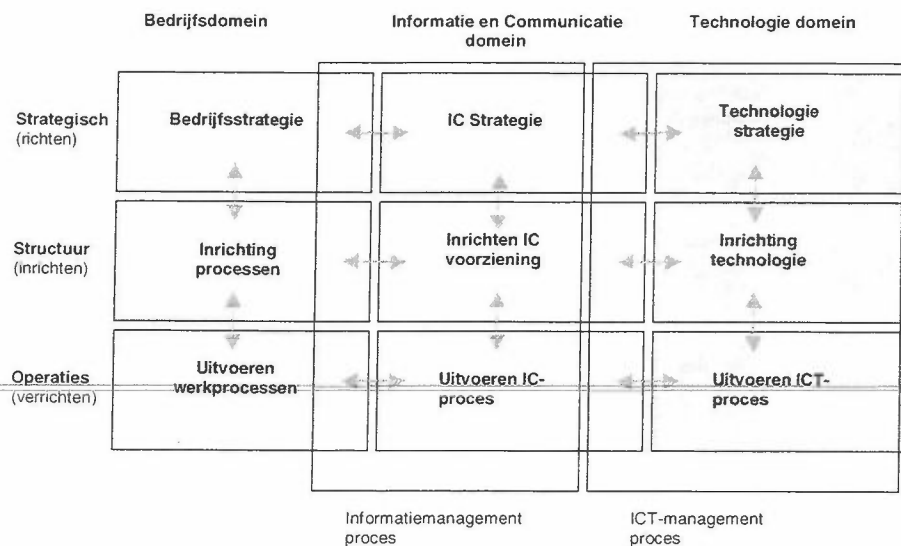 Bedrijfsdomein
Informatie en Communicatie
domein
Technologie domein
Strategisch
(richten)
Bedrijfsstrategie
IC Strategie
Technologie
strategie
Structuur
(inrichten)
Inrichting
processen
Inrichten IC
voorziening
Inrichting
technologie
Operaties
(verrichten)
Uitvoeren
werkprocessen
Uitvoeren IC-
proces
Uitvoeren ICT-
proces
Informatiemanagement
proces
ICT-management
proces